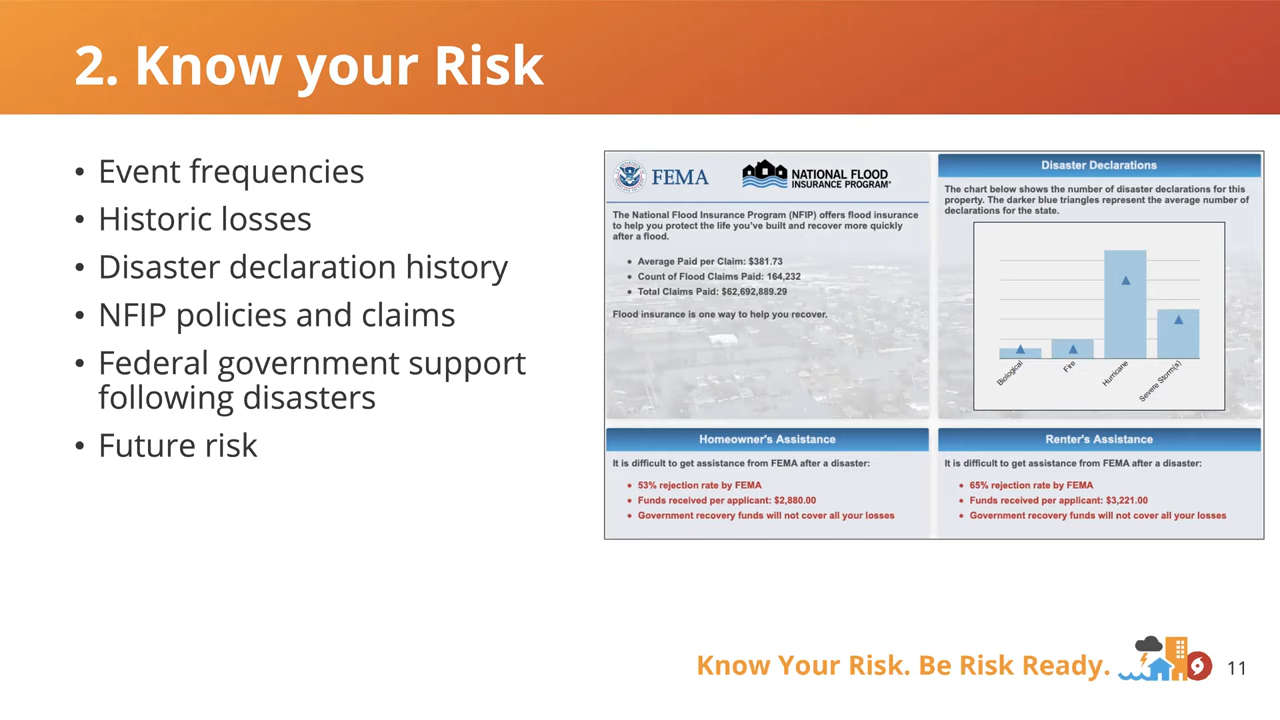 2. Know your Risk
• Event frequencies
• Historic losses
• Disaster declaration history
• NFIP policies and claims
• Federal government support
following disasters
• Future risk
FEMA
NATIONAL FLOOD
INSURANCE PROGRAM®
The National Flood Insurance Program (NFIP) offers flood insurance
to help you protect the life you've built and recover more quickly
after a flood.
• Average Paid per Claim: $381.73
• Count of Flood Claims Paid: 164,232
• Total Claims Paid: $62,692,889.29
Flood insurance is one way to help you recover.
Disaster Declarations
The chart below shows the number of disaster declarations for this
property. The darker blue triangles represent the average number of
declarations for the state.
Biological
Fire
Hurricane
Severe Storm(s)
Homeowner's Assistance
It is difficult to get assistance from FEMA after a disaster:
• 53% rejection rate by FEMA
• Funds received per applicant: $2,880.00
• Government recovery funds will not cover all your losses
Renter's Assistance
It is difficult to get assistance from FEMA after a disaster:
• 65% rejection rate by FEMA
• Funds received per applicant: $3,221.00
• Government recovery funds will not cover all your losses
Know Your Risk. Be Risk Ready.
11